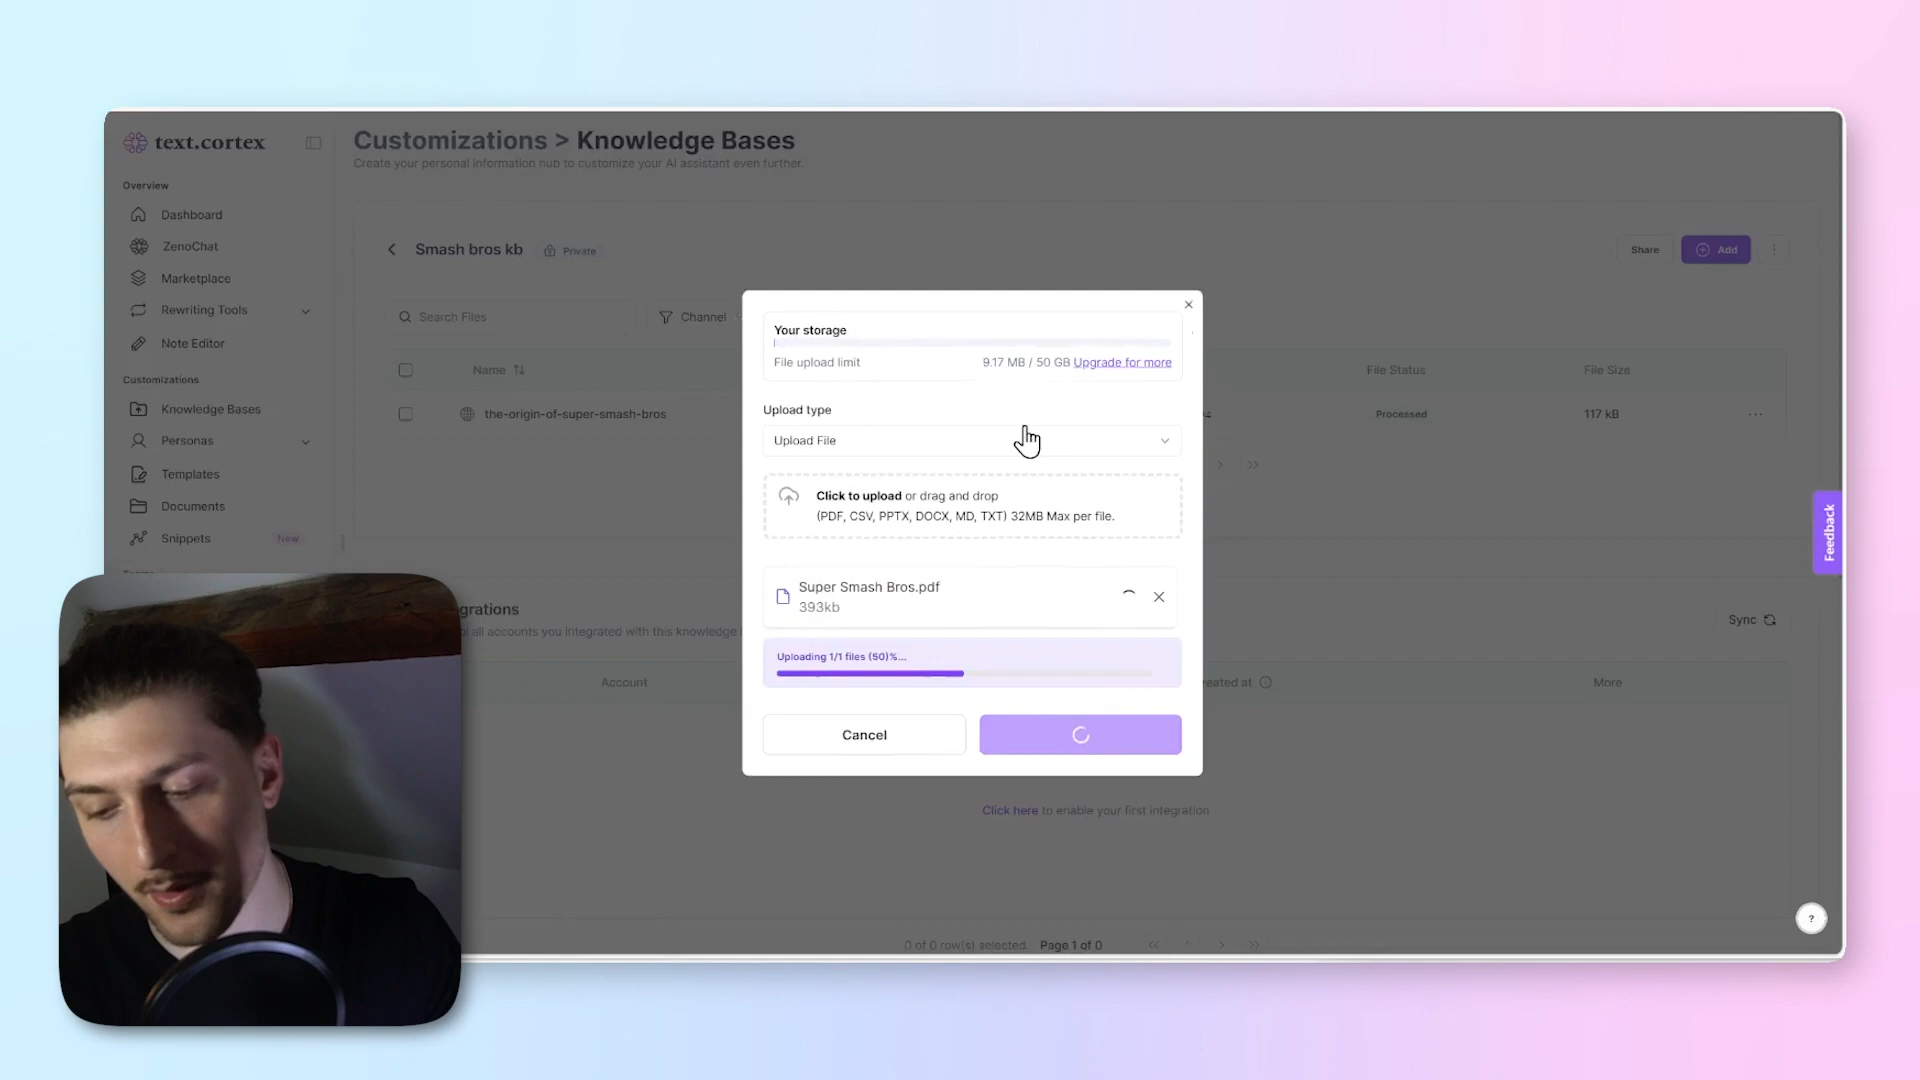 text.cortex
Customizations > Knowledge Bases
Create your personal information hub to customize your AI assistant even further.
Overview
Dashboard
ZenoChat
Marketplace
Rewriting Tools
Note Editor
Customizations
Knowledge Bases
Personas
Templates
Documents
Snippets New
Smash bros kb Private
Share Add
Search Files Channel
Name File Status File Size
the-origin-of-super-smash-bros Processed 117 kB
Your storage
File upload limit 9.17 MB / 50 GB Upgrade for more
Upload type
Upload File
Click to upload or drag and drop
(PDF, CSV, PPTX, DOCX, MD, TXT) 32MB Max per file.
Super Smash Bros.pdf
393kb
Uploading 1/1 files (50)%...
Cancel
Feedback
grations
all accounts you integrated with this knowledge
Sync
Account eated at More
Click here to enable your first integration
0 of 0 row(s) selected. Page 1 of 0
?